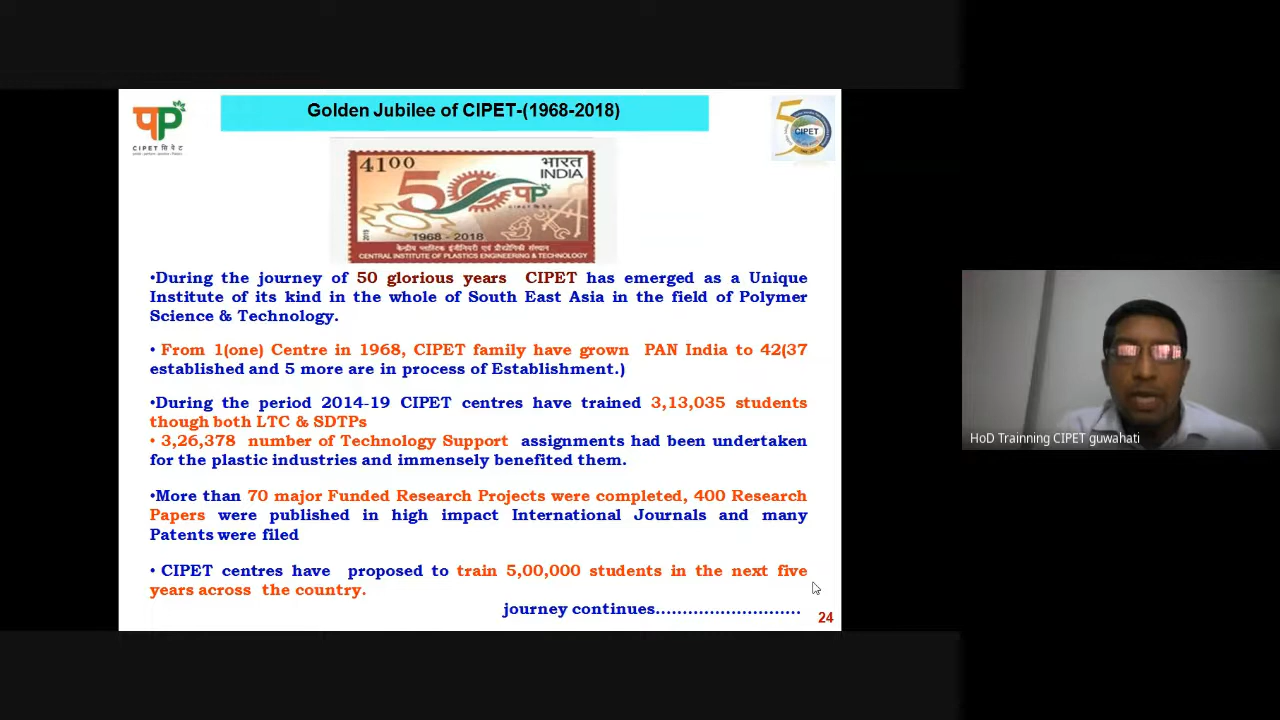 Golden Jubilee of CIPET-(1968-2018)
CIPET सिपेट
CIPET
4100
भारत
INDIA
50
1968 - 2018
2018
केन्द्रीय प्लास्टिक इंजीनियरी एवं प्रौद्योगिकी संस्थान
CENTRAL INSTITUTE OF PLASTICS ENGINEERING & TECHNOLOGY
•During the journey of 50 glorious years CIPET has emerged as a Unique
Institute of its kind in the whole of South East Asia in the field of Polymer
Science & Technology.
• From 1(one) Centre in 1968, CIPET family have grown PAN India to 42(37
established and 5 more are in process of Establishment.)
•During the period 2014-19 CIPET centres have trained 3,13,035 students
though both LTC & SDTPs
• 3,26,378 number of Technology Support assignments had been undertaken
for the plastic industries and immensely benefited them.
•More than 70 major Funded Research Projects were completed, 400 Research
Papers were published in high impact International Journals and many
Patents were filed
• CIPET centres have proposed to train 5,00,000 students in the next five
years across the country.
journey continues...........................
24
HoD Trainning CIPET guwahati